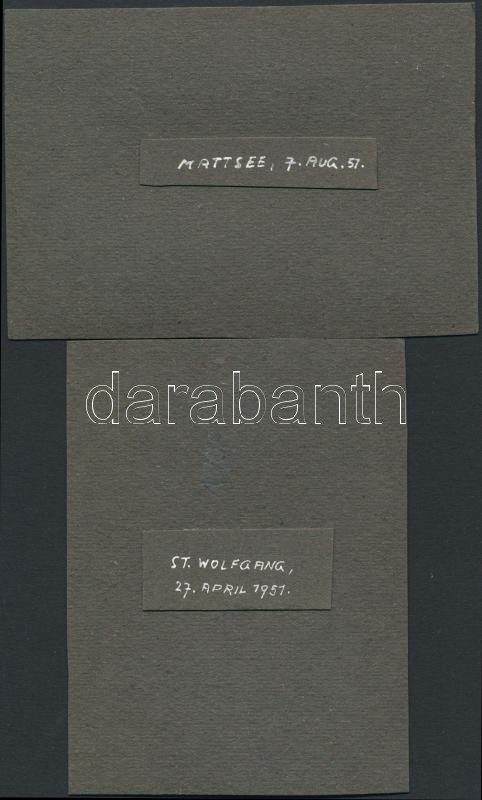 MATTSEE, 7. AUG. 51.
darabanth
ST. WOLFGANG,
27. APRIL 1951.